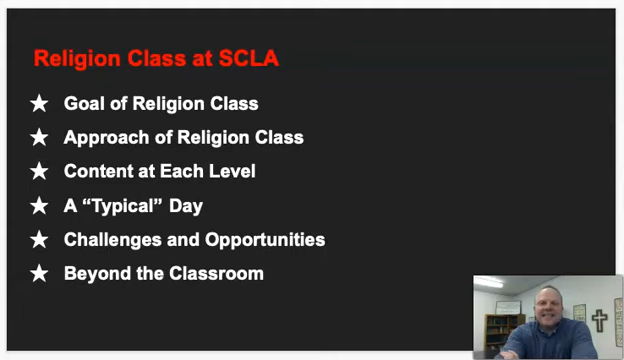 Religion Class at SCLA
Goal of Religion Class
Approach of Religion Class
Content at Each Level
A “Typical” Day
Challenges and Opportunities
Beyond the Classroom